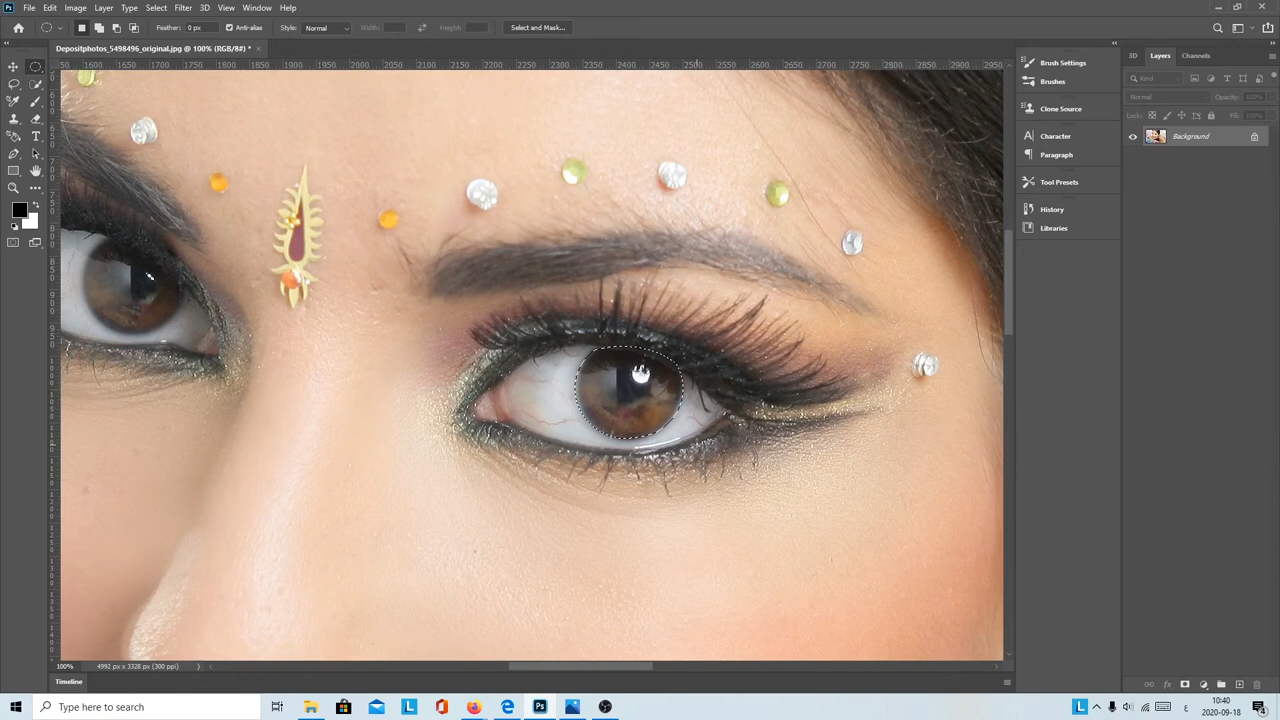 File Edit Image Layer Type Select Filter 3D View Window Help
Feather: 0 px Anti-alias Style: Normal Width: Height: Select and Mask...
Depositphotos_5498496_original.jpg @ 100% (RGB/8#) * ×
50 1600 1650 1700 1750 1800 1850 1900 1950 2000 2050 2100 2150 2200 2250 2300 2350 2400 2450 2500 2550 2600 2650 2700 2750 2800 2850 2900 2950
Brush Settings
Brushes
Clone Source
Character
Paragraph
Tool Presets
History
Libraries
3D Layers Channels
Kind
Normal Opacity: 100%
Lock: Fill: 100%
Background
100% 4992 px x 3328 px (300 ppi)
Timeline
Type here to search
10:40
2020-09-18